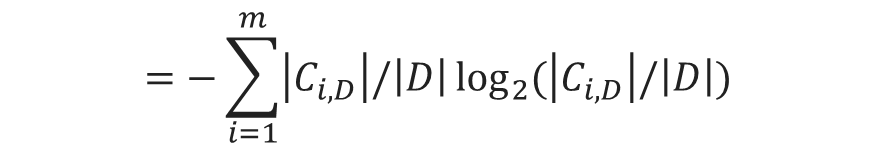 = − ∑_{i=1}^{m} |C_{i,D}|/|D| log₂(|C_{i,D}|/|D|)